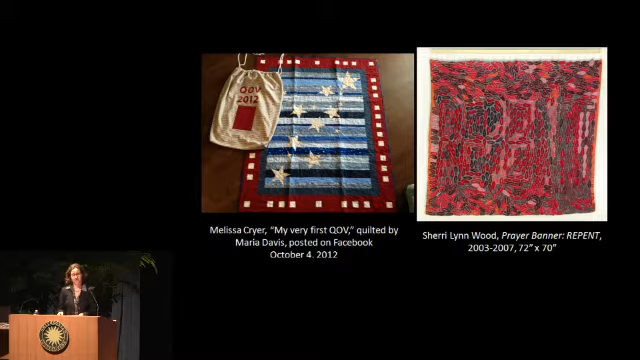 QOV
2012
Melissa Cryer, “My very first QOV,” quilted by
Maria Davis, posted on Facebook
October 4, 2012
Sherri Lynn Wood, Prayer Banner: REPENT,
2003-2007, 72” x 70”